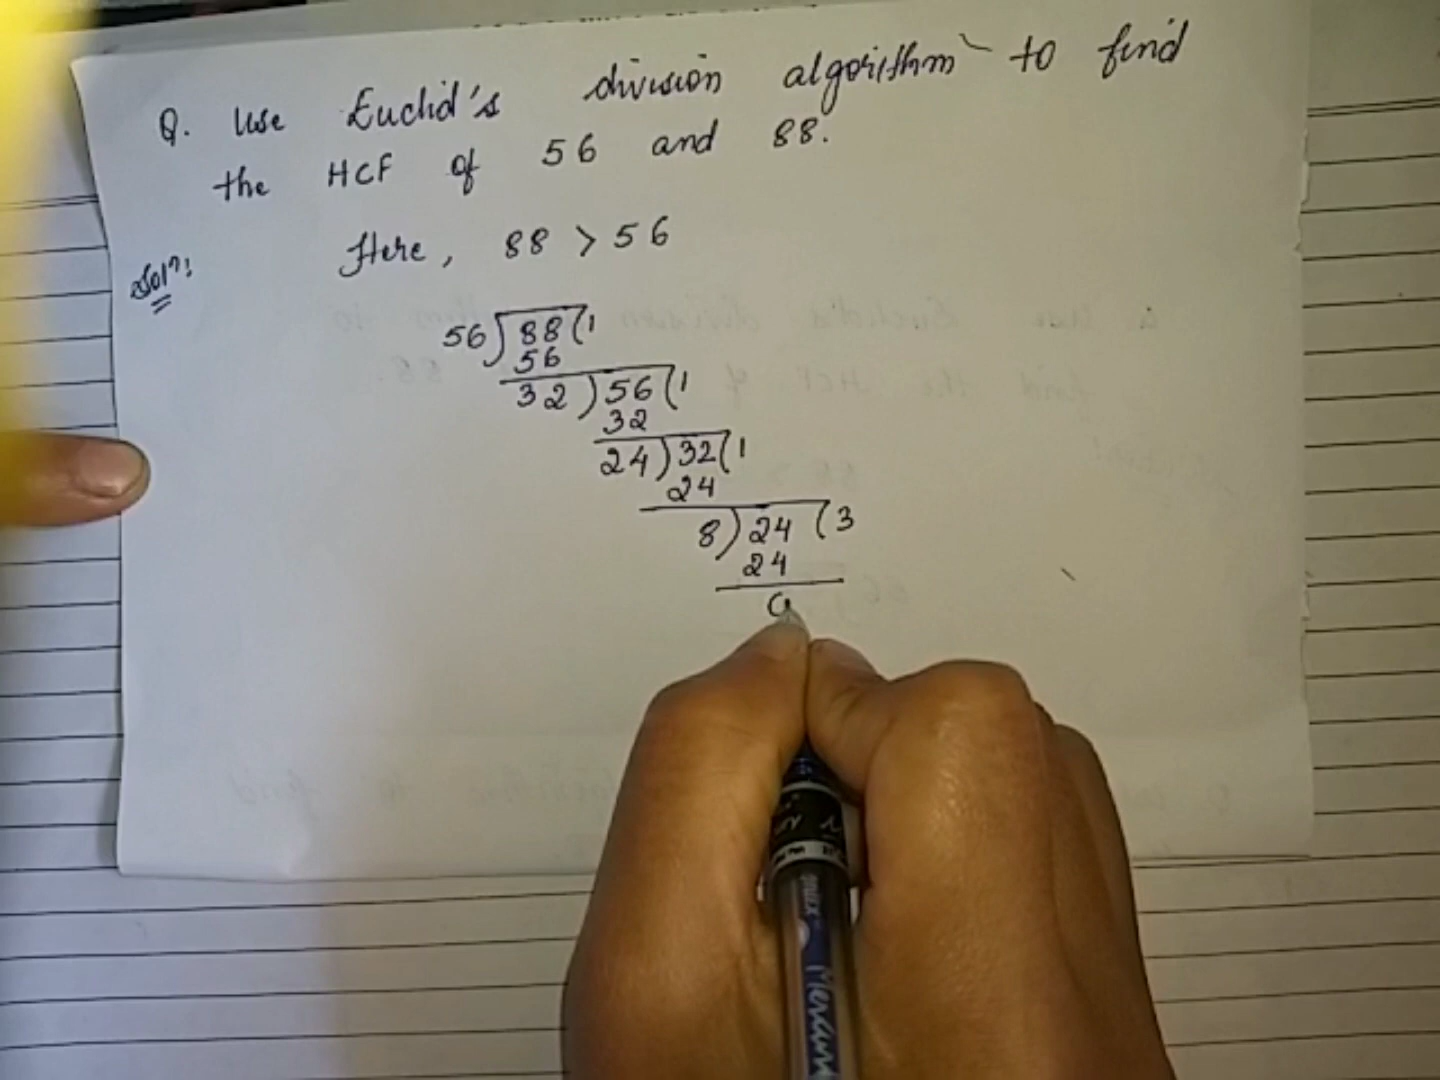 Q. Use Euclid's division algorithm to find
the HCF of 56 and 88.
Soln:
Here, 88 > 56
56) 88 (1
56
32) 56 (1
32
24) 32 (1
24
8) 24 (3
24
0